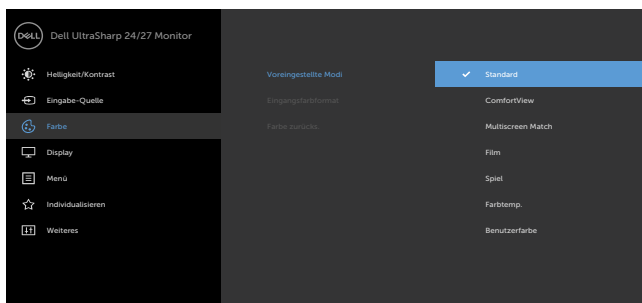 DELL
Dell UltraSharp 24/27 Monitor
Helligkeit/Kontrast
Voreingestellte Modi
Standard
Eingabe-Quelle
Eingangsfarbformat
ComfortView
Farbe
Farbe zurücks.
Multiscreen Match
Display
Film
Menü
Spiel
Individualisieren
Farbtemp.
Weiteres
Benutzerfarbe